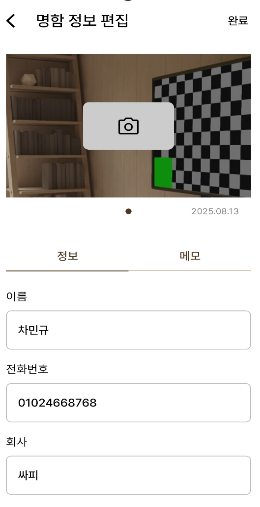 명함 정보 편집
완료
2025.08.13
정보
메모
이름
차민규
전화번호
01024668768
회사
싸피